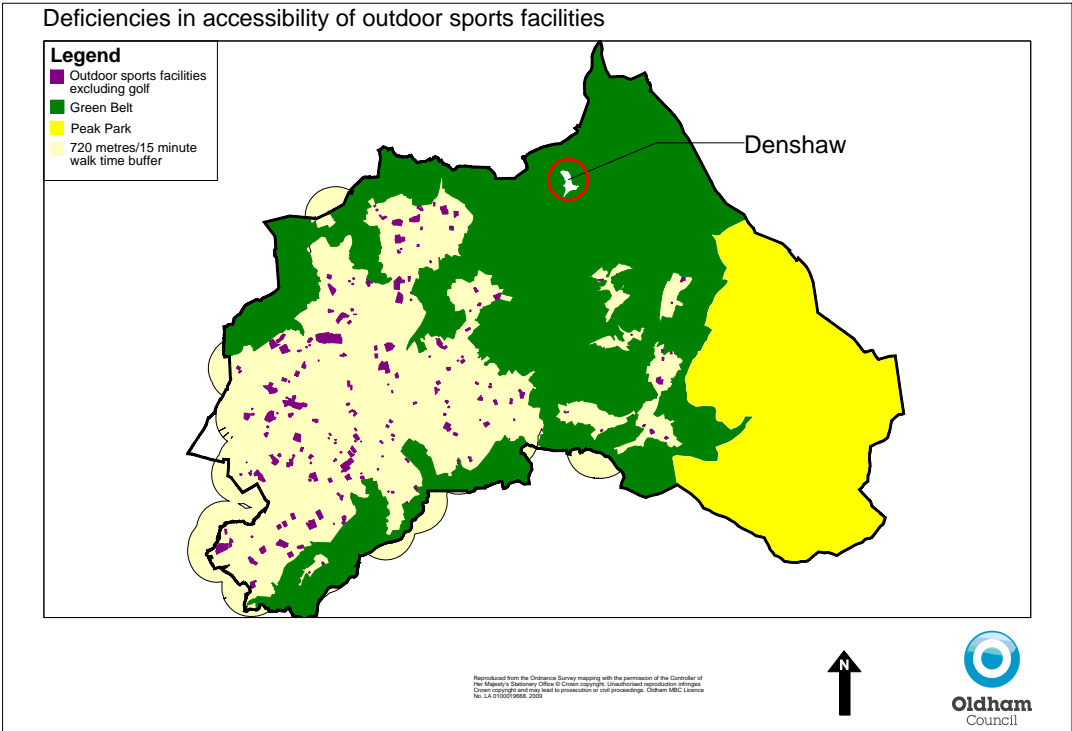 Deficiencies in accessibility of outdoor sports facilities
Legend
Outdoor sports facilities
excluding golf
Green Belt
Peak Park
720 metres/15 minute
walk time buffer
Denshaw
Reproduced from the Ordnance Survey mapping with the permission of the Controller of
Her Majesty's Stationery Office © Crown copyright. Unauthorised reproduction infringes
Crown copyright and may lead to prosecution or civil proceedings. Oldham MBC Licence
No. LA 0100019668. 2009
N
Oldham
Council